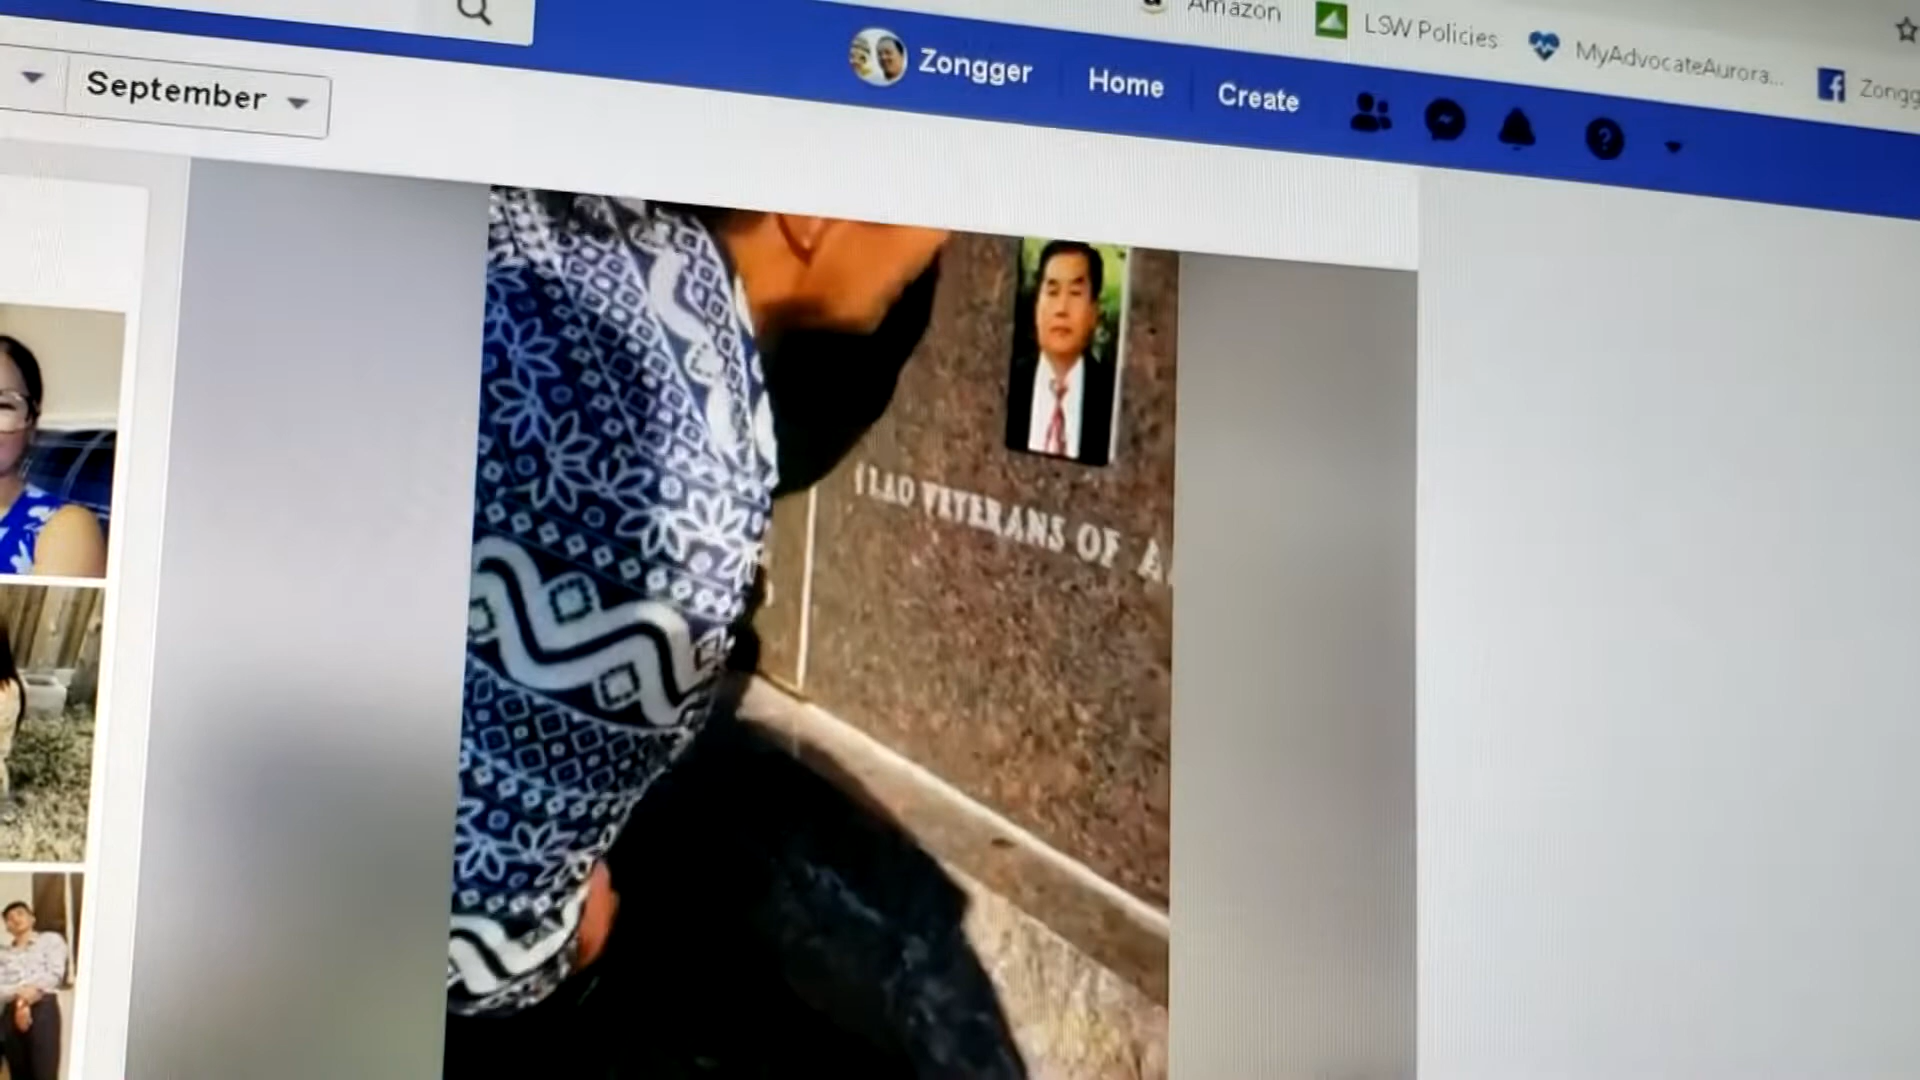 Amazon
LSW Policies
MyAdvocateAurora...
Zongg
Zongger
Home
Create
September
LAO VETERANS OF A